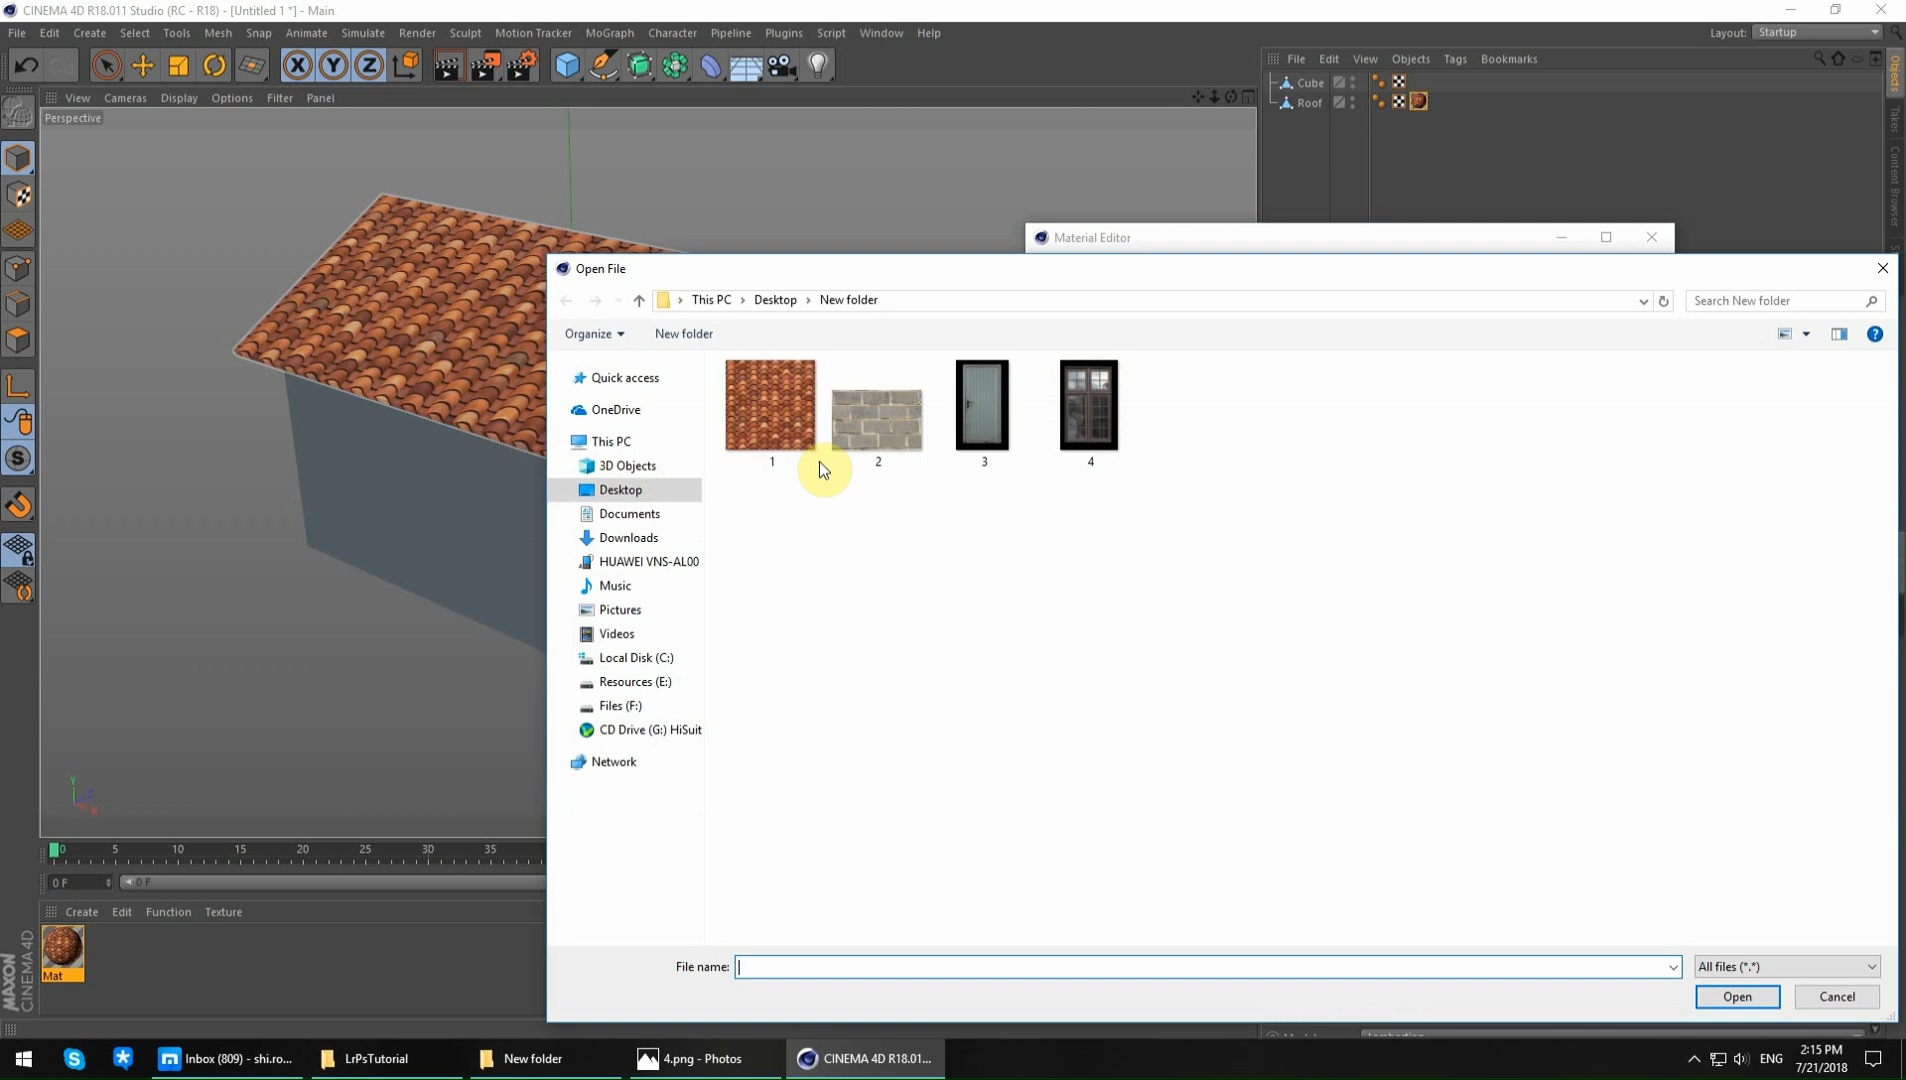 CINEMA 4D R18.011 Studio (RC - R18) - [Untitled 1 *] - Main
File Edit Create Select Tools Mesh Snap Animate Simulate Render Sculpt Motion Tracker MoGraph Character Pipeline Plugins Script Window Help
Layout: Startup
X Y Z
File Edit View Objects Tags Bookmarks
View Cameras Display Options Filter Panel
Perspective
Cube
Roof
Objects
Takes
Content Browser
Material Editor
Open File
This PC Desktop New folder
Search New folder
Organize New folder
Quick access
OneDrive
This PC
3D Objects
Desktop
Documents
Downloads
HUAWEI VNS-AL00
Music
Pictures
Videos
Local Disk (C:)
Resources (E:)
Files (F:)
CD Drive (G:) HiSuit
Network
1 2 3 4
Y
Z
X
0 5 10 15 20 25 30 35
0 F 0 F
Create Edit Function Texture
Mat
MAXON
CINEMA 4D
File name:
All files (*.*)
Open Cancel
Inbox (809) - shi.ro... LrPsTutorial New folder 4.png - Photos CINEMA 4D R18.01...
ENG
2:15 PM
7/21/2018